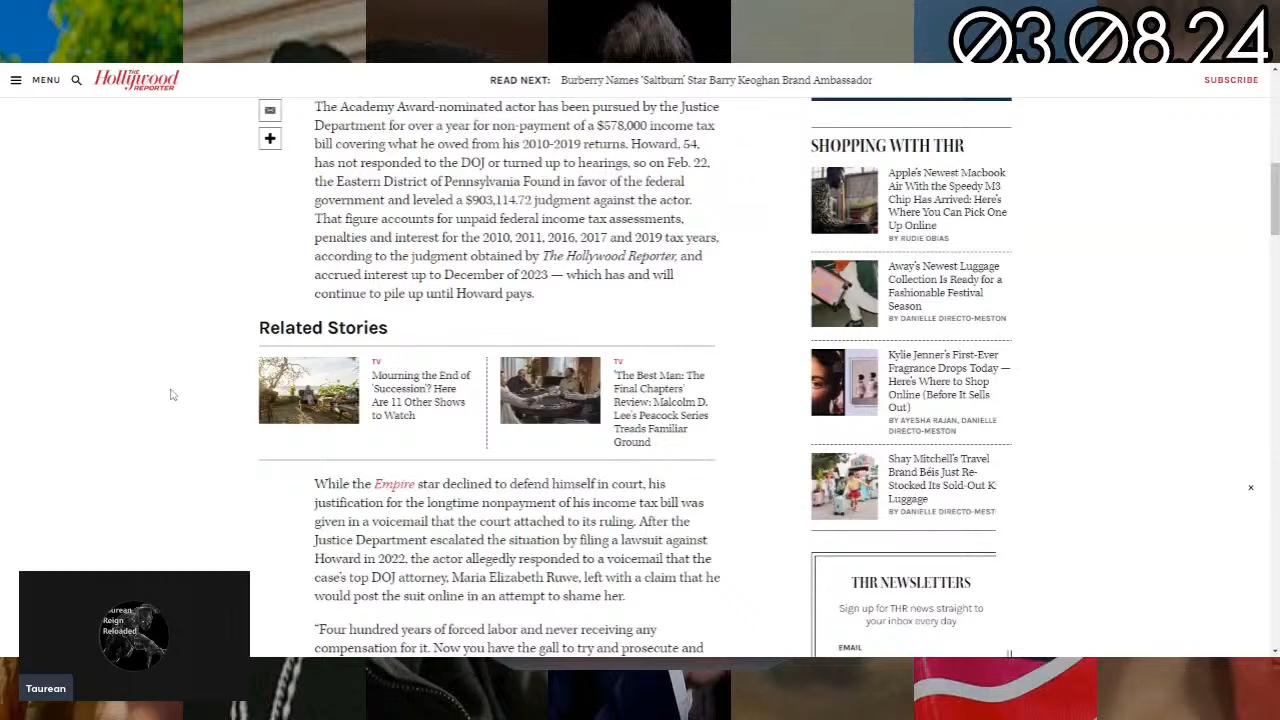 03.08.24
MENU
THE
Hollywood
REPORTER
READ NEXT: Burberry Names 'Saltburn' Star Barry Keoghan Brand Ambassador
SUBSCRIBE
The Academy Award-nominated actor has been pursued by the Justice
Department for over a year for non-payment of a $578,000 income tax
bill covering what he owed from his 2010-2019 returns. Howard, 54,
has not responded to the DOJ or turned up to hearings, so on Feb. 22,
the Eastern District of Pennsylvania Found in favor of the federal
government and leveled a $903,114.72 judgment against the actor.
That figure accounts for unpaid federal income tax assessments,
penalties and interest for the 2010, 2011, 2016, 2017 and 2019 tax years,
according to the judgment obtained by The Hollywood Reporter, and
accrued interest up to December of 2023 — which has and will
continue to pile up until Howard pays.
Related Stories
TV
Mourning the End of
'Succession'? Here
Are 11 Other Shows
to Watch
TV
'The Best Man: The
Final Chapters'
Review: Malcolm D.
Lee's Peacock Series
Treads Familiar
Ground
While the Empire star declined to defend himself in court, his
justification for the longtime nonpayment of his income tax bill was
given in a voicemail that the court attached to its ruling. After the
Justice Department escalated the situation by filing a lawsuit against
Howard in 2022, the actor allegedly responded to a voicemail that the
case's top DOJ attorney, Maria Elizabeth Ruwe, left with a claim that he
would post the suit online in an attempt to shame her.
"Four hundred years of forced labor and never receiving any
compensation for it. Now you have the gall to try and prosecute and
SHOPPING WITH THR
Apple's Newest Macbook
Air With the Speedy M3
Chip Has Arrived: Here's
Where You Can Pick One
Up Online
BY RUDIE OBIAS
Away's Newest Luggage
Collection Is Ready for a
Fashionable Festival
Season
BY DANIELLE DIRECTO-MESTON
Kylie Jenner's First-Ever
Fragrance Drops Today —
Here's Where to Shop
Online (Before It Sells
Out)
BY AYESHA RAJAN, DANIELLE
DIRECTO-MESTON
Shay Mitchell's Travel
Brand Béis Just Re-
Stocked Its Sold-Out K
Luggage
BY DANIELLE DIRECTO-MEST
THR NEWSLETTERS
Sign up for THR news straight to
your inbox every day
EMAIL
urean
Reign
Reloaded
Taurean